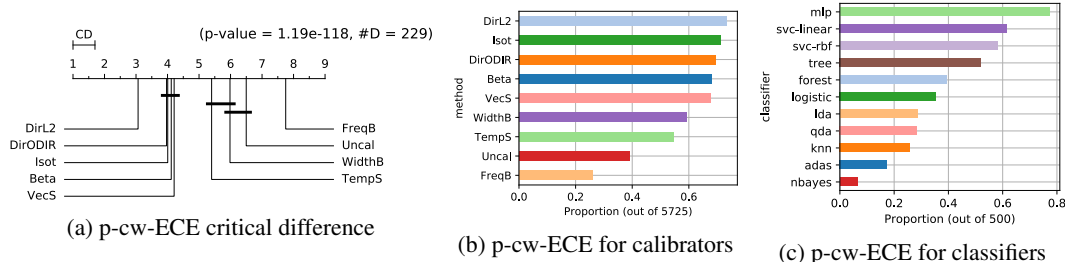 CD
(p-value = 1.19e-118, #D = 229)
1 2 3 4 5 6 7 8 9
DirL2
DirODIR
Isot
Beta
VecS
FreqB
Uncal
WidthB
TempS
(a) p-cw-ECE critical difference
method
DirL2
Isot
DirODIR
Beta
VecS
WidthB
TempS
Uncal
FreqB
0.0 0.2 0.4 0.6
Proportion (out of 5725)
(b) p-cw-ECE for calibrators
classifier
mlp
svc-linear
svc-rbf
tree
forest
logistic
lda
qda
knn
adas
nbayes
0.0 0.2 0.4 0.6 0.8
Proportion (out of 500)
(c) p-cw-ECE for classifiers